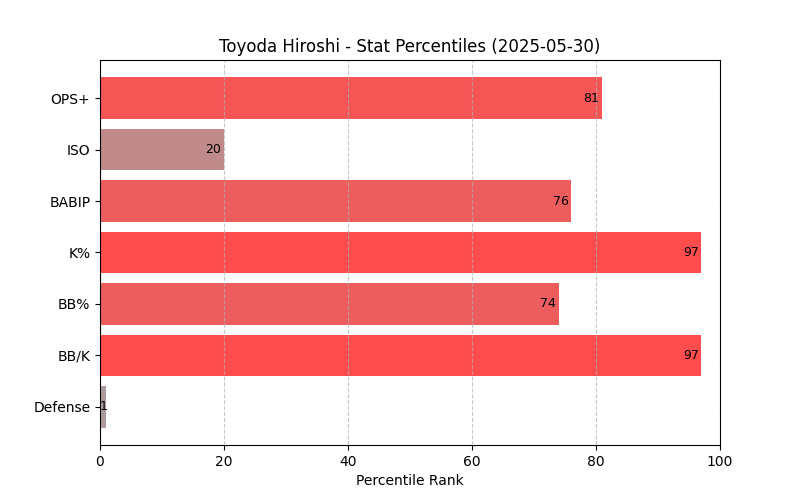 Toyoda Hiroshi - Stat Percentiles (2025-05-30)
OPS+ 81
ISO 20
BABIP 76
K% 97
BB% 74
BB/K 97
Defense 1
0 20 40 60 80 100
Percentile Rank